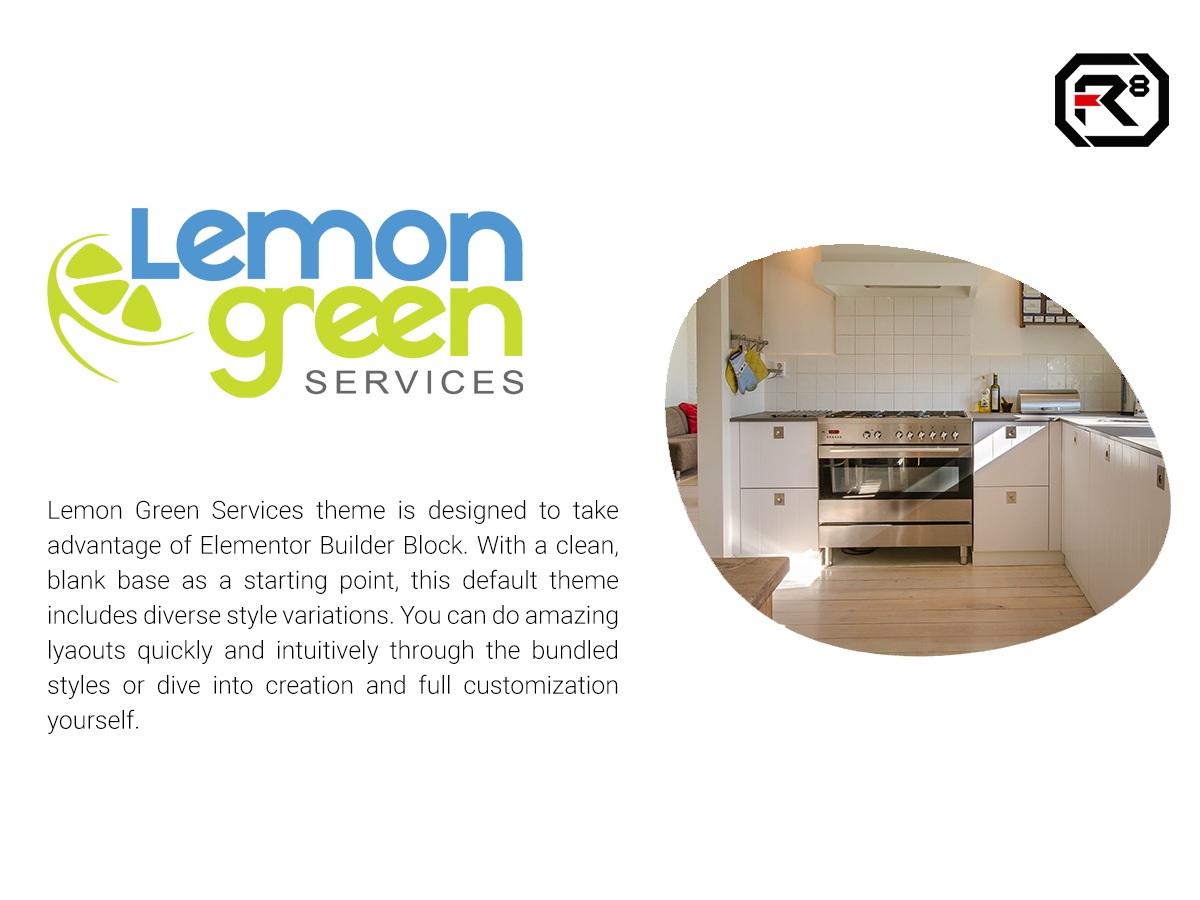 R8
Lemon
green
SERVICES
Lemon Green Services theme is designed to take
advantage of Elementor Builder Block. With a clean,
blank base as a starting point, this default theme
includes diverse style variations. You can do amazing
lyaouts quickly and intuitively through the bundled
styles or dive into creation and full customization
yourself.